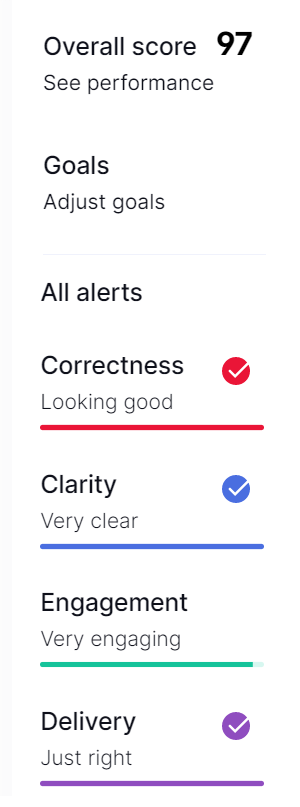 Overall score 97
See performance
Goals
Adjust goals
All alerts
Correctness
Looking good
Clarity
Very clear
Engagement
Very engaging
Delivery
Just right